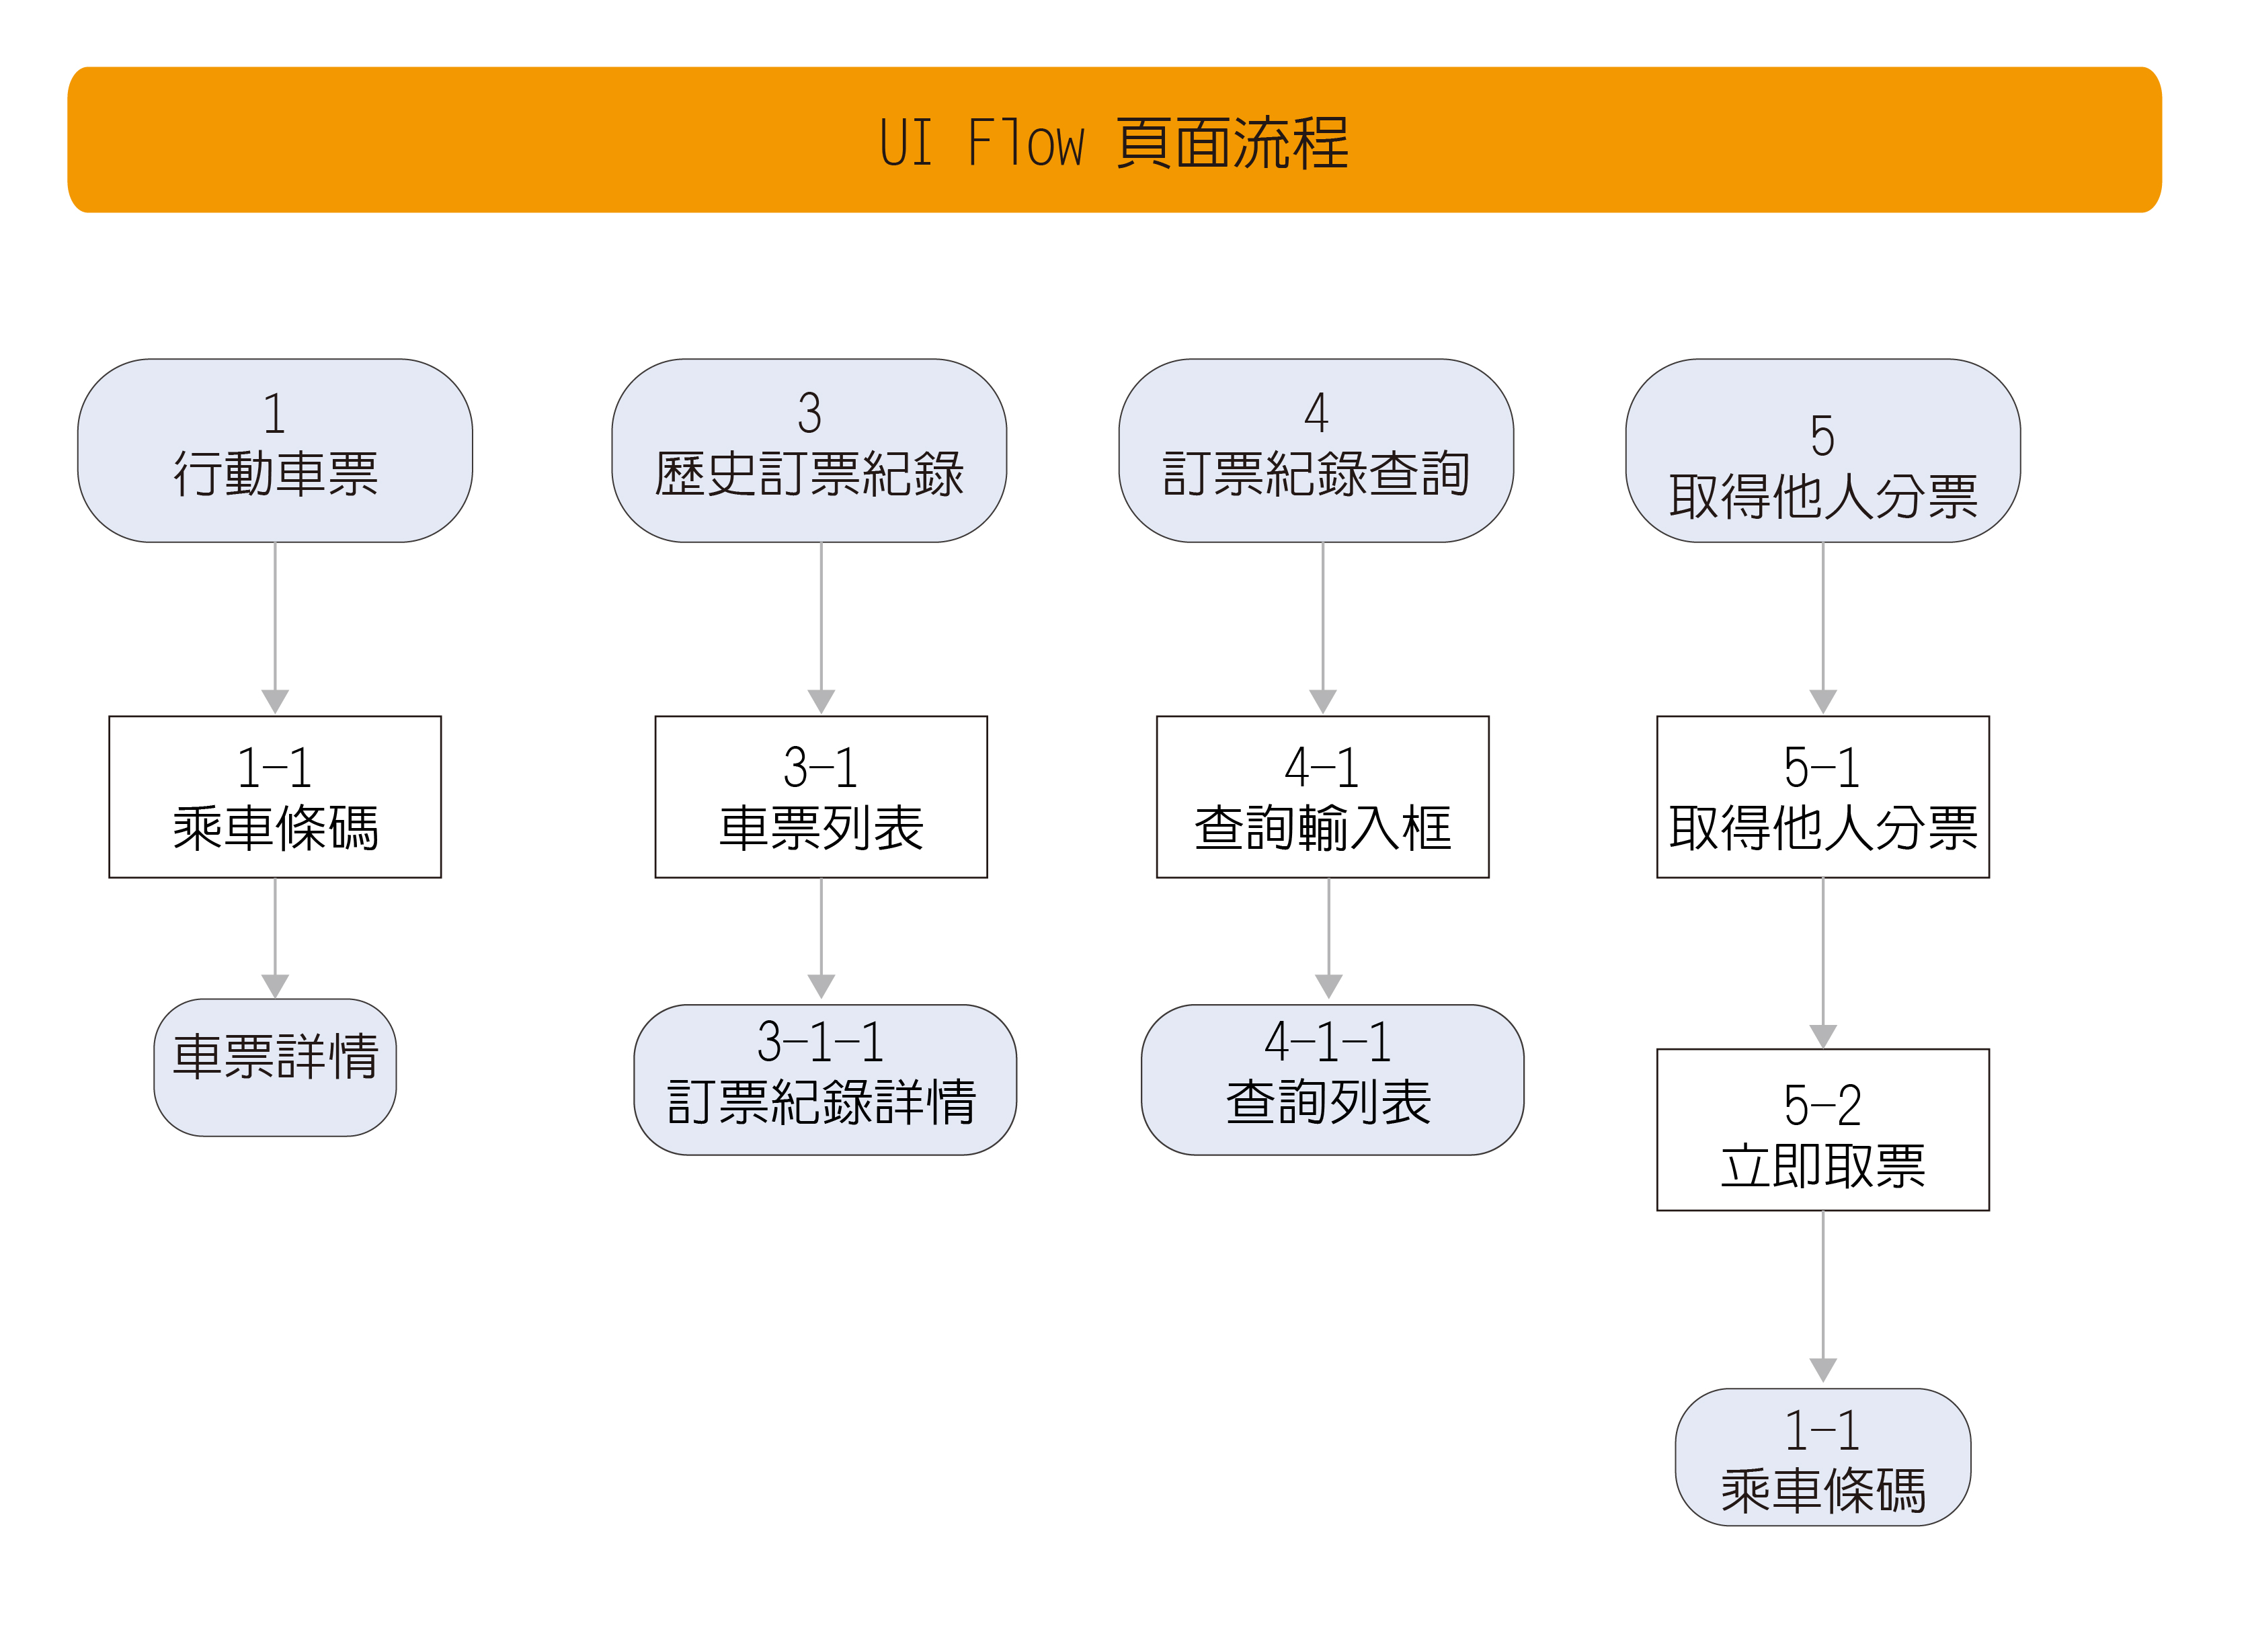 UI Flow 頁面流程
1
行動車票
1-1
乘車條碼
車票詳情
3
歷史訂票紀錄
3-1
車票列表
3-1-1
訂票紀錄詳情
4
訂票紀錄查詢
4-1
查詢輸入框
4-1-1
查詢列表
5
取得他人分票
5-1
取得他人分票
5-2
立即取票
1-1
乘車條碼